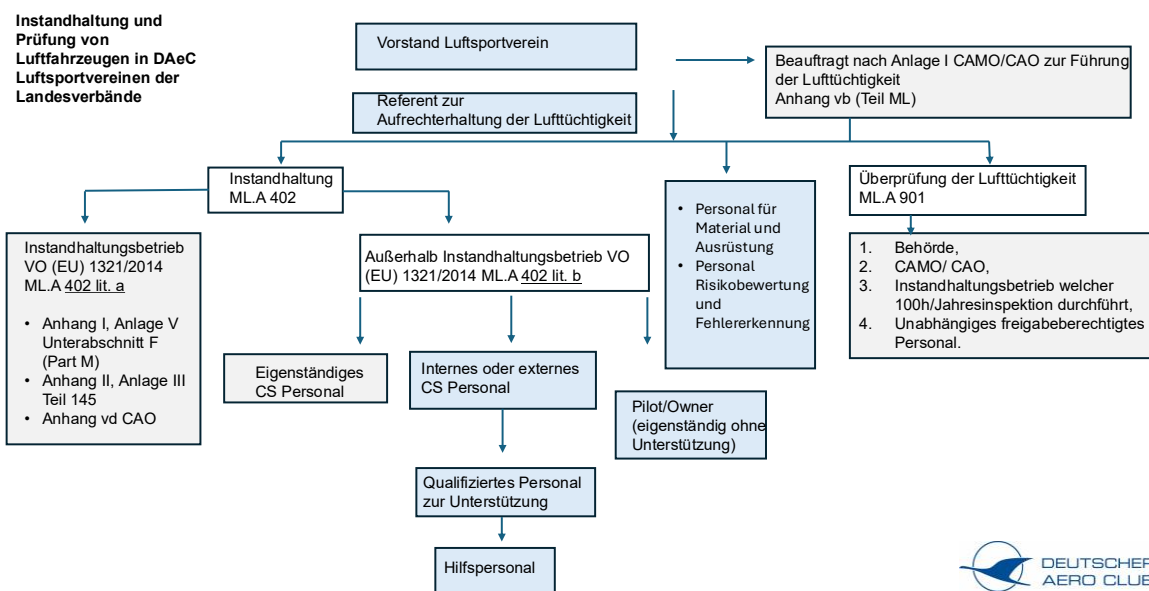 Instandhaltung und
Prüfung von
Luftfahrzeugen in DAeC
Luftsportvereinen der
Landesverbände
Vorstand Luftsportverein
Beauftragt nach Anlage I CAMO/CAO zur Führung
der Lufttüchtigkeit
Anhang vb (Teil ML)
Referent zur
Aufrechterhaltung der Lufttüchtigkeit
Instandhaltung
ML.A 402
Überprüfung der Lufttüchtigkeit
ML.A 901
Instandhaltungsbetrieb
VO (EU) 1321/2014
ML.A 402 lit. a
• Anhang I, Anlage V
Unterabschnitt F
(Part M)
• Anhang II, Anlage III
Teil 145
• Anhang vd CAO
Außerhalb Instandhaltungsbetrieb VO
(EU) 1321/2014 ML.A 402 lit. b
• Personal für
Material und
Ausrüstung
• Personal
Risikobewertung
und
Fehlererkennung
1. Behörde,
2. CAMO/ CAO,
3. Instandhaltungsbetrieb welcher
100h/Jahresinspektion durchführt,
4. Unabhängiges freigabeberechtigtes
Personal.
Eigenständiges
CS Personal
Internes oder externes
CS Personal
Pilot/Owner
(eigenständig ohne
Unterstützung)
Qualifiziertes Personal
zur Unterstützung
Hilfspersonal
DEUTSCHER
AERO CLUB